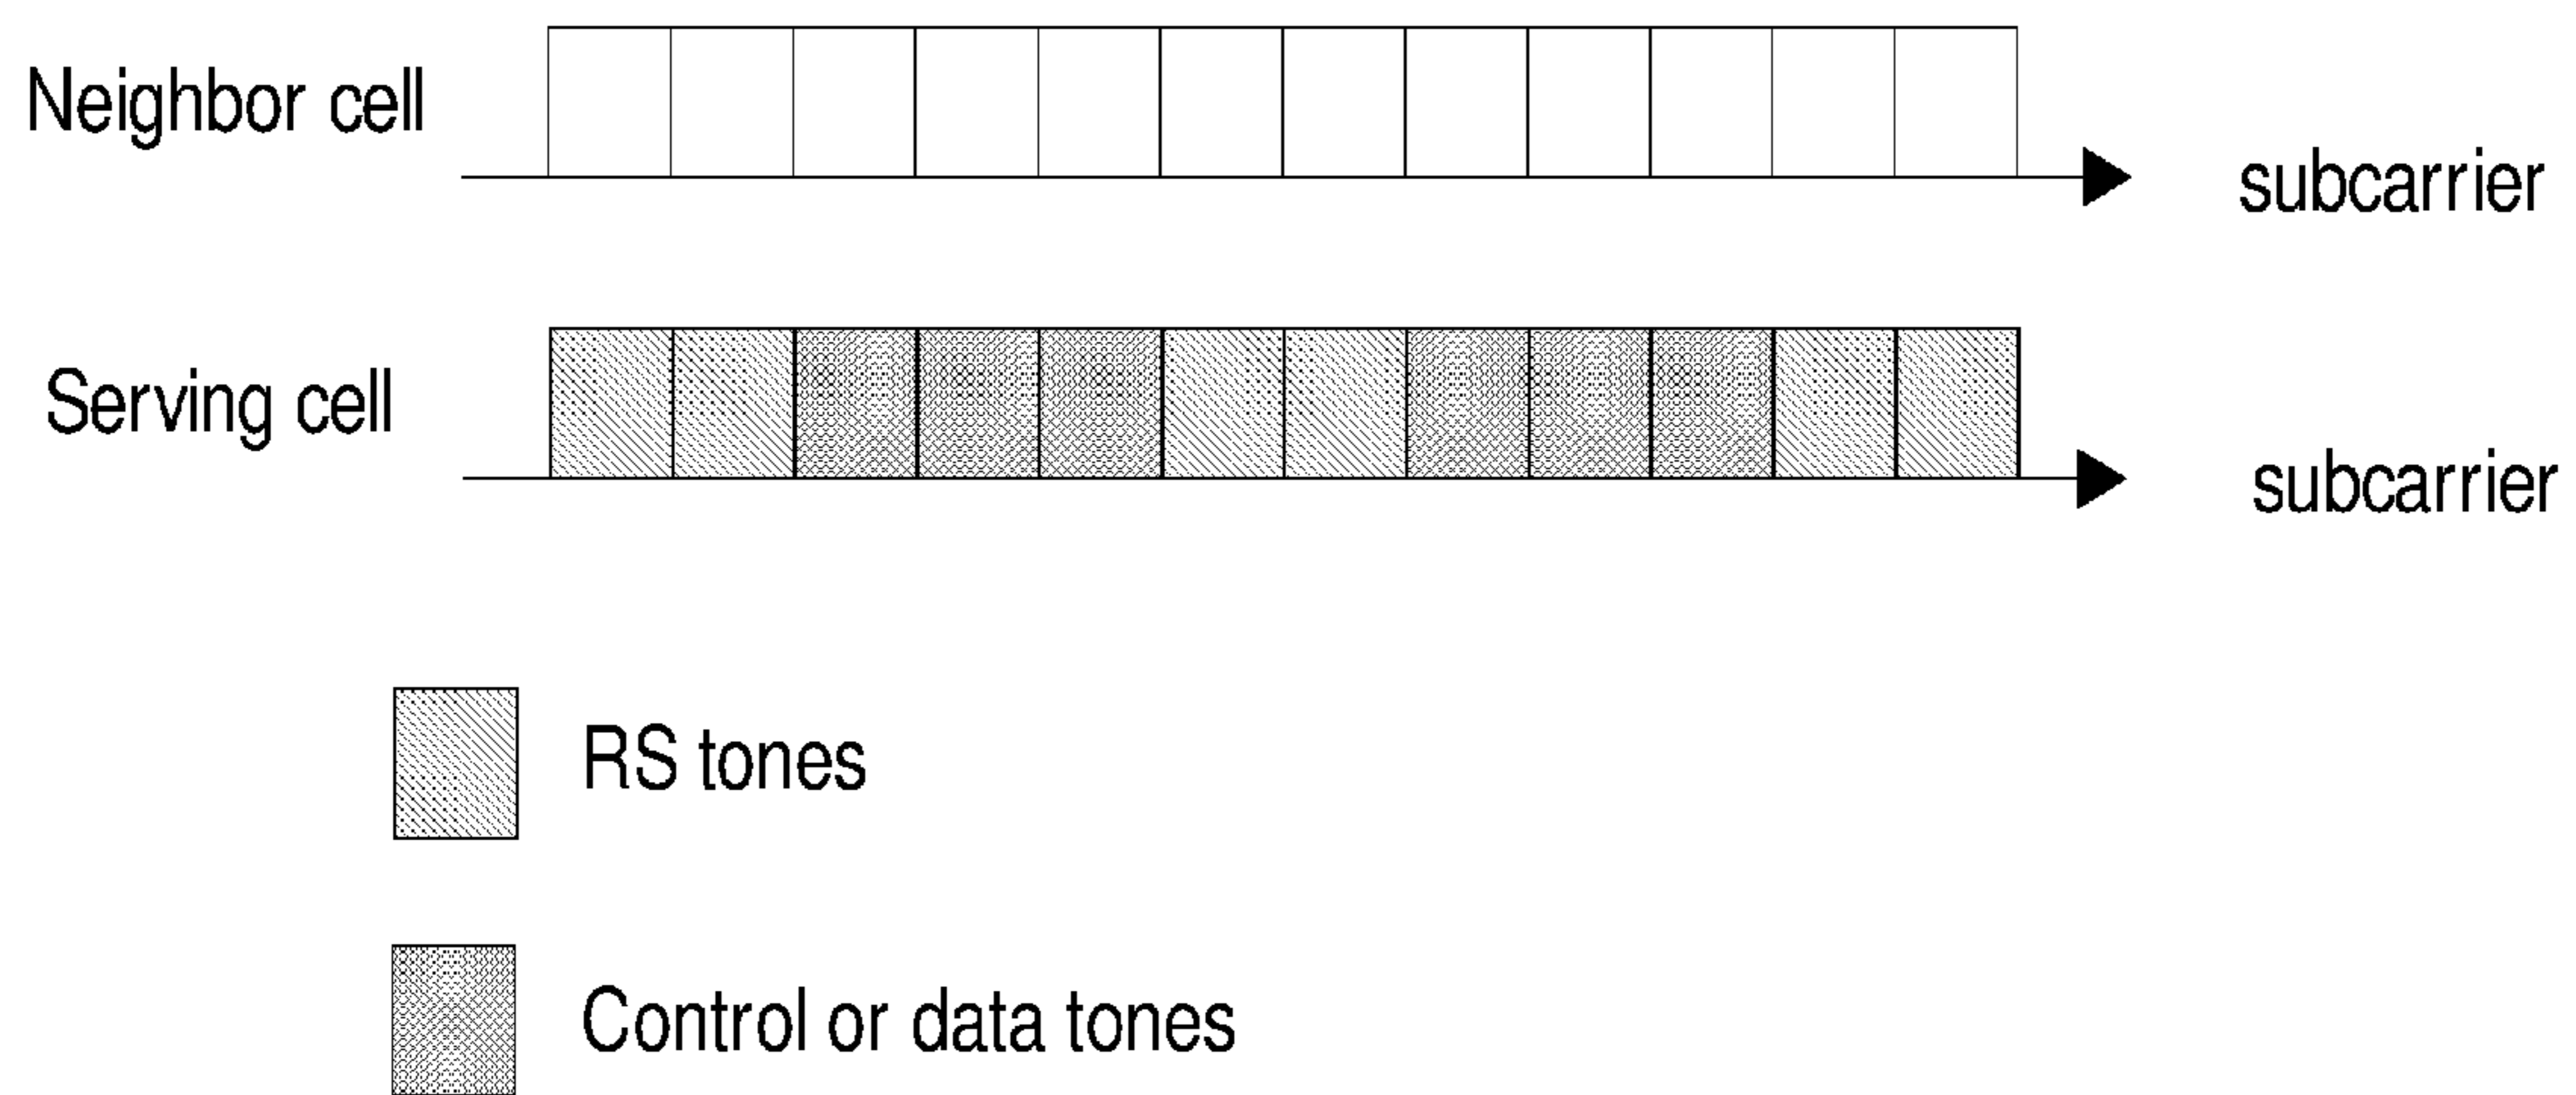 Neighbor cell
subcarrier
Serving cell
subcarrier
RS tones
Control or data tones